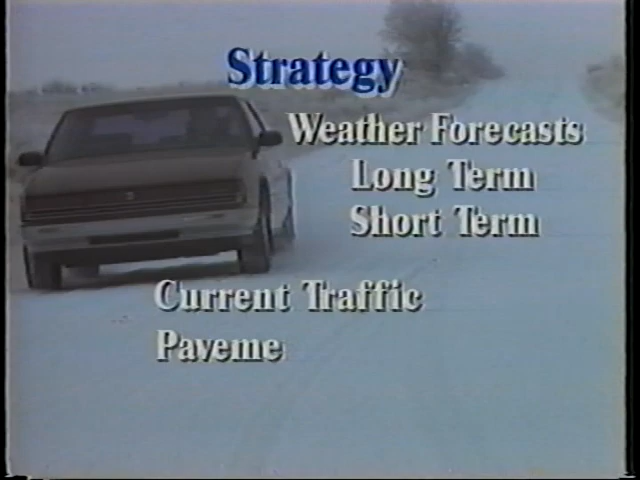 Strategy
Weather Forecasts
Long Term
Short Term
Current Traffic
Paveme